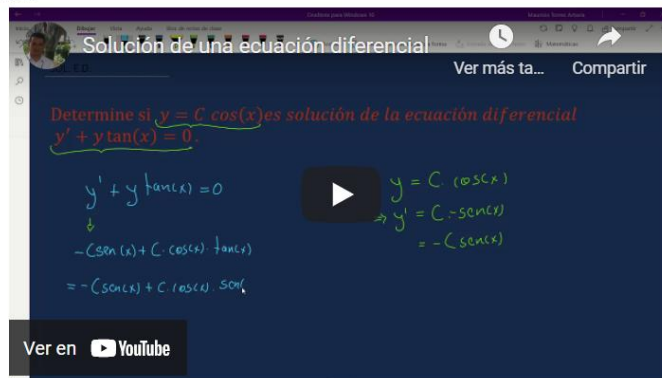 Solución de una ecuación diferencial
Ver más ta...
Compartir
Determine si y = C cos(x)es solución de la ecuación diferencial
y' + y tan(x) = 0.
y' + y tan(x) = 0
- C sen(x) + C. cos(x). tan(x)
= - C sen(x) + C. cos(x). sen(
y = C. cos(x)
⇒ y' = C.-sen(x)
= - C sen(x)
Ver en YouTube